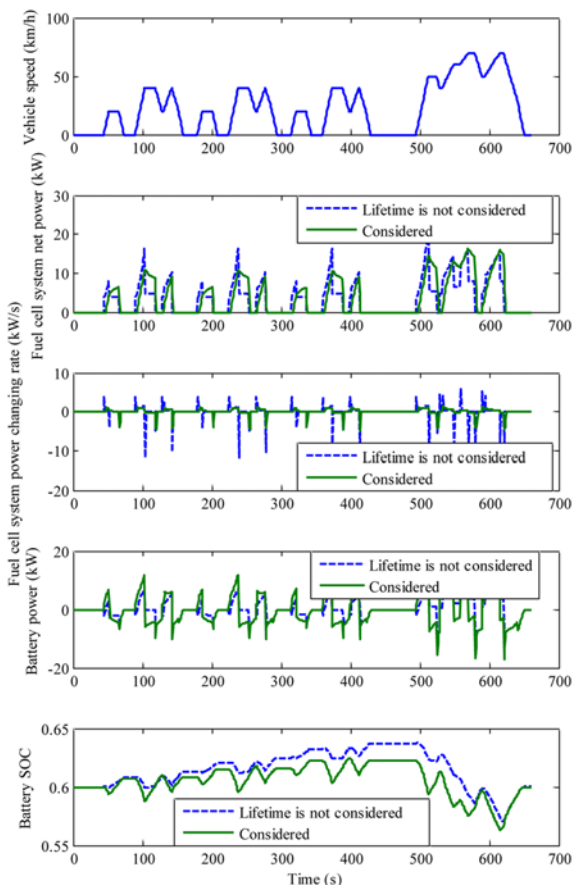 Vehicle speed (km/h)
100
50
0
0 100 200 300 400 500 600 700
Fuel cell system net power (kW)
30
20
10
0
Lifetime is not considered
Considered
0 100 200 300 400 500 600 700
Fuel cell system power changing rate (kW/s)
10
0
-10
-20
Lifetime is not considered
Considered
0 100 200 300 400 500 600 700
Battery power (kW)
20
0
-20
Lifetime is not considered
Considered
0 100 200 300 400 500 600 700
Battery SOC
0.65
0.6
0.55
Lifetime is not considered
Considered
0 100 200 300 400 500 600 700
Time (s)